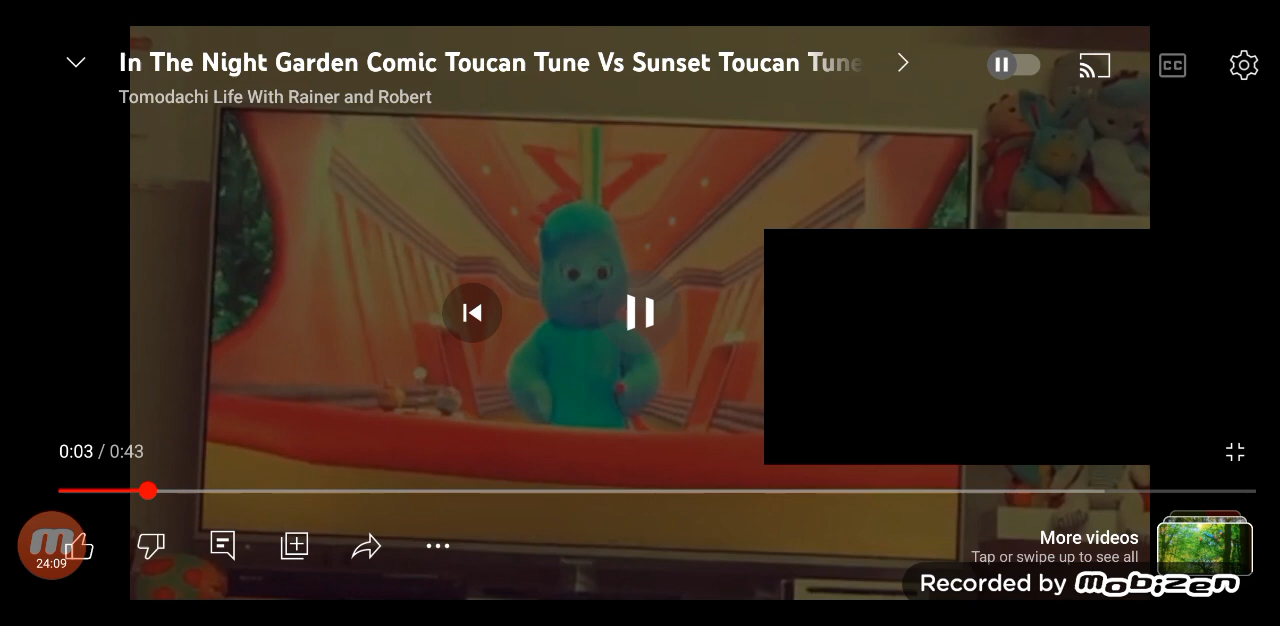 In The Night Garden Comic Toucan Tune Vs Sunset Toucan Tune
Tomodachi Life With Rainer and Robert
CC
0:03 / 0:43
24:09
More videos
Tap or swipe up to see all
Recorded by Mobizen